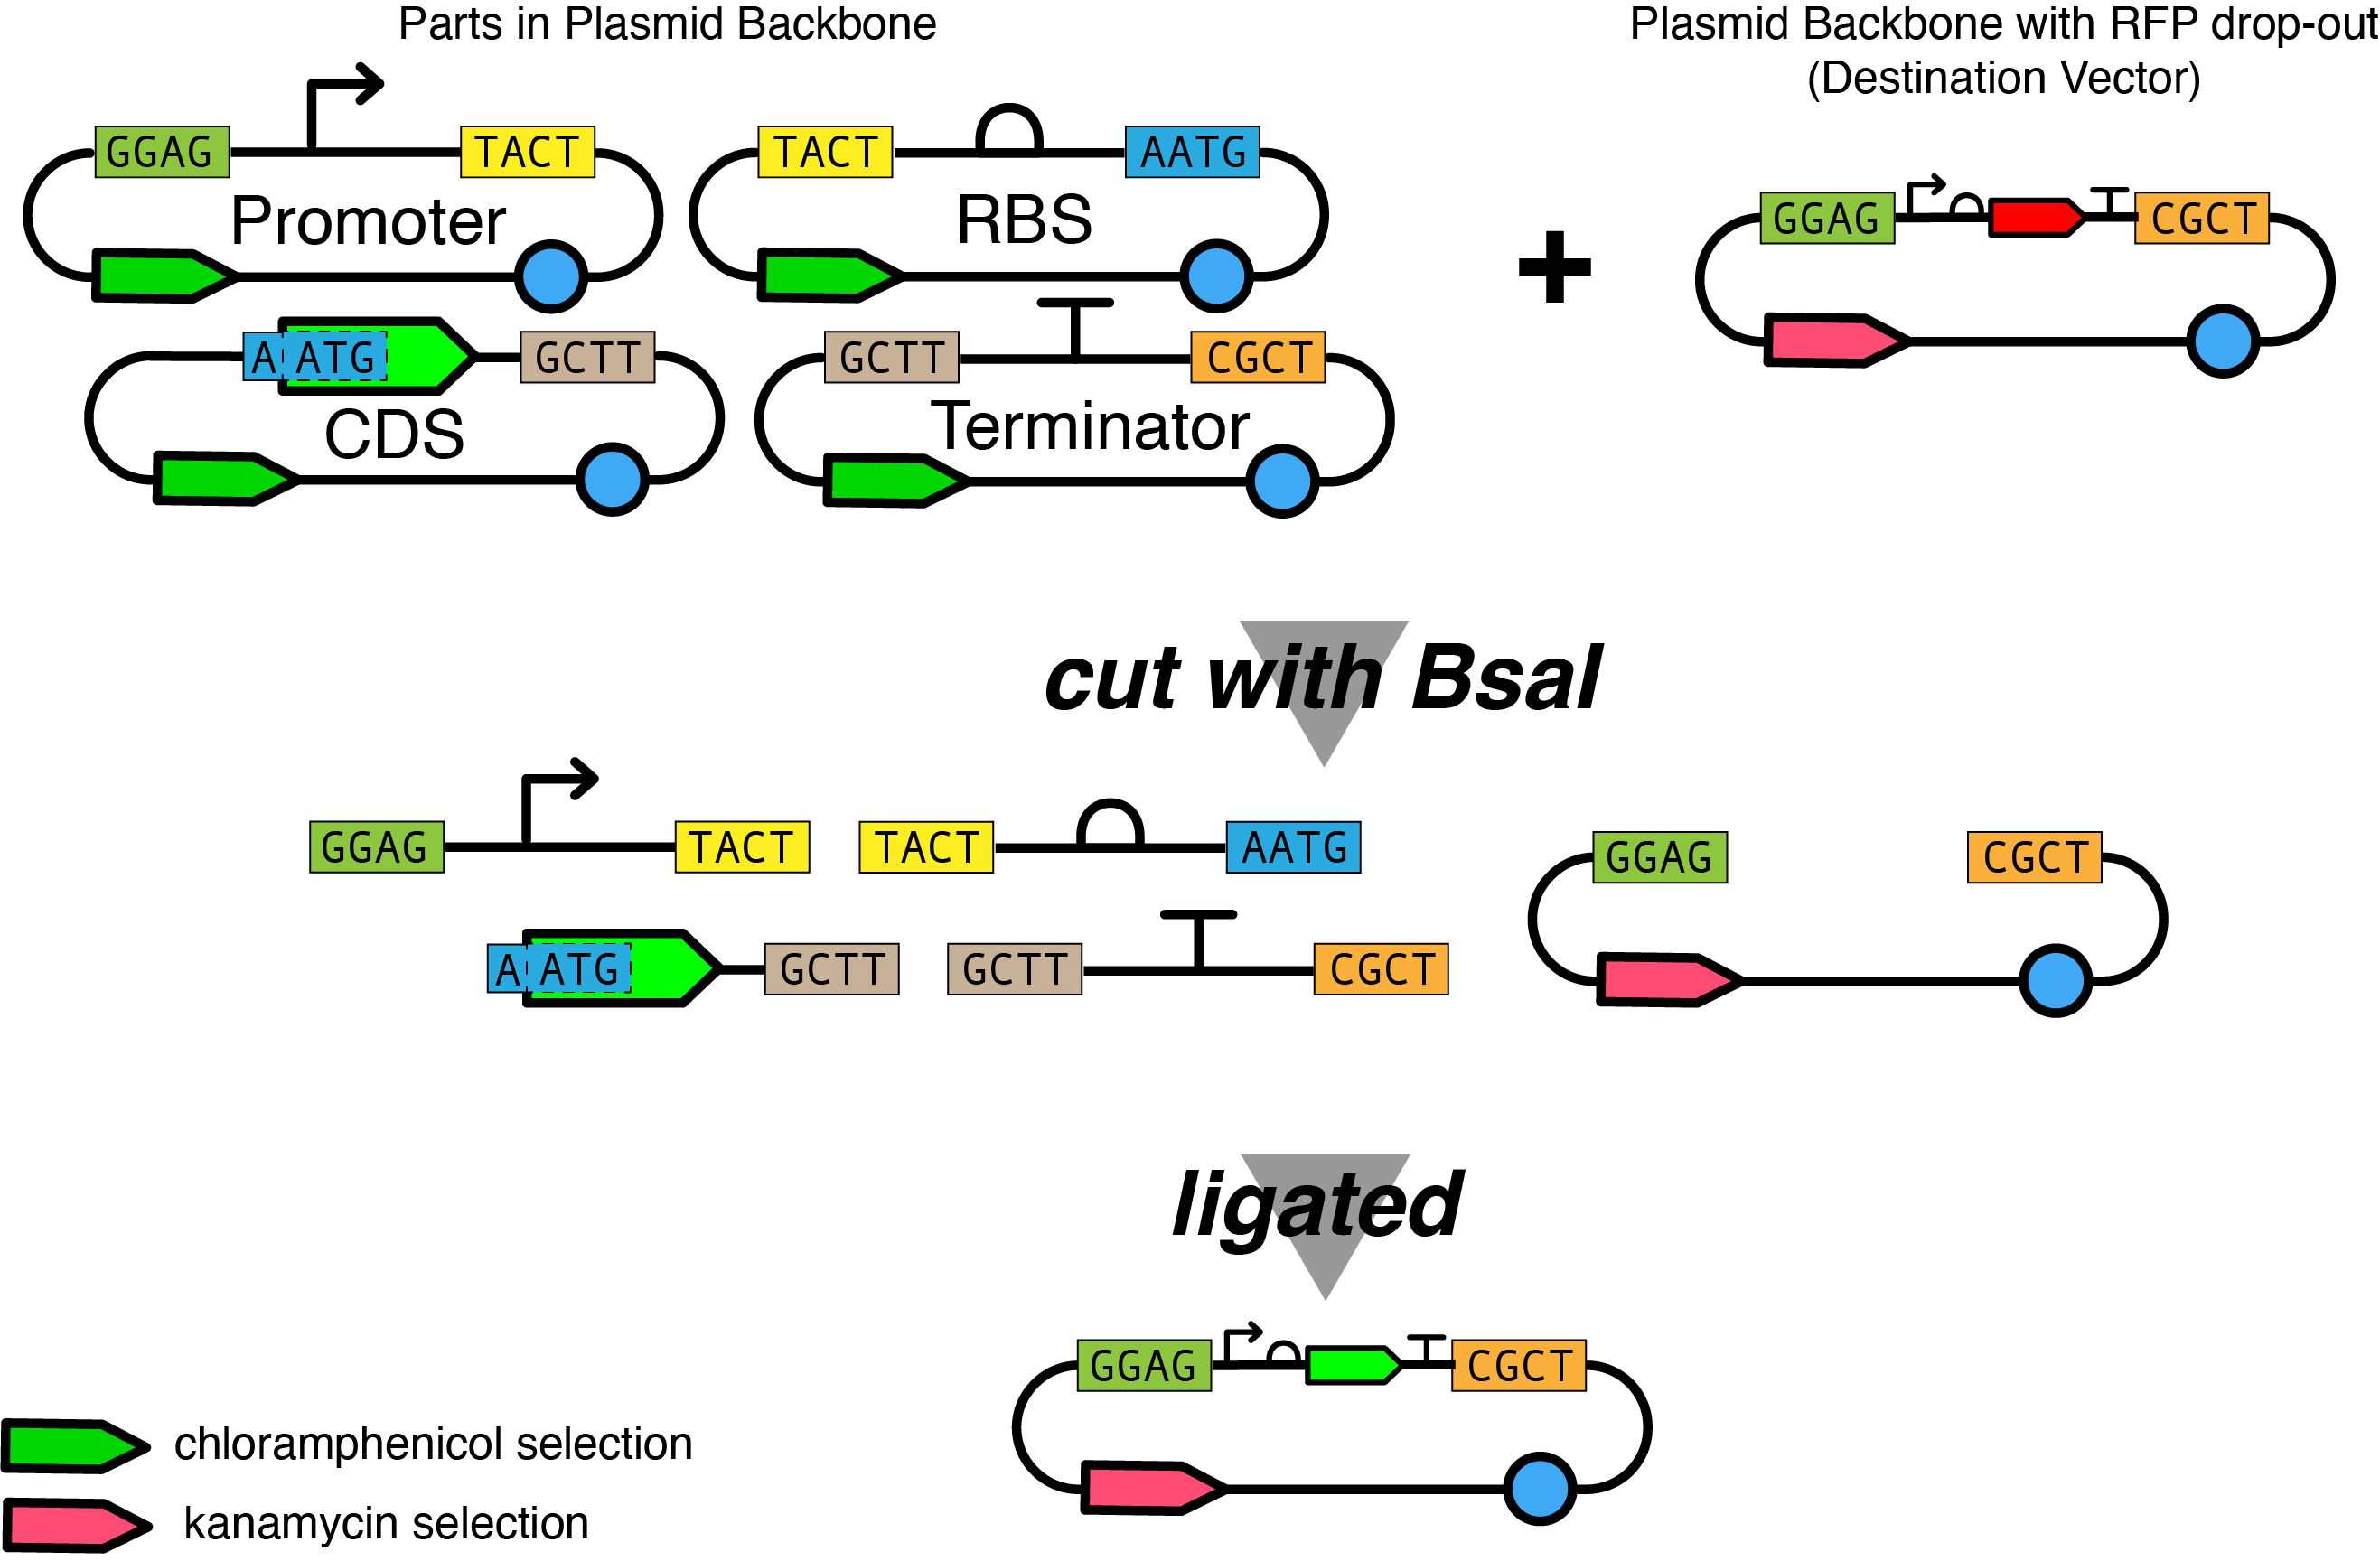 Parts in Plasmid Backbone
Plasmid Backbone with RFP drop-out
(Destination Vector)
GGAG TACT
Promoter
TACT AATG
RBS
GGAG CGCT
A ATG GCTT
CDS
GCTT CGCT
Terminator
cut with BsaI
GGAG TACT TACT AATG
GGAG CGCT
A ATG GCTT GCTT CGCT
ligated
GGAG CGCT
chloramphenicol selection
kanamycin selection